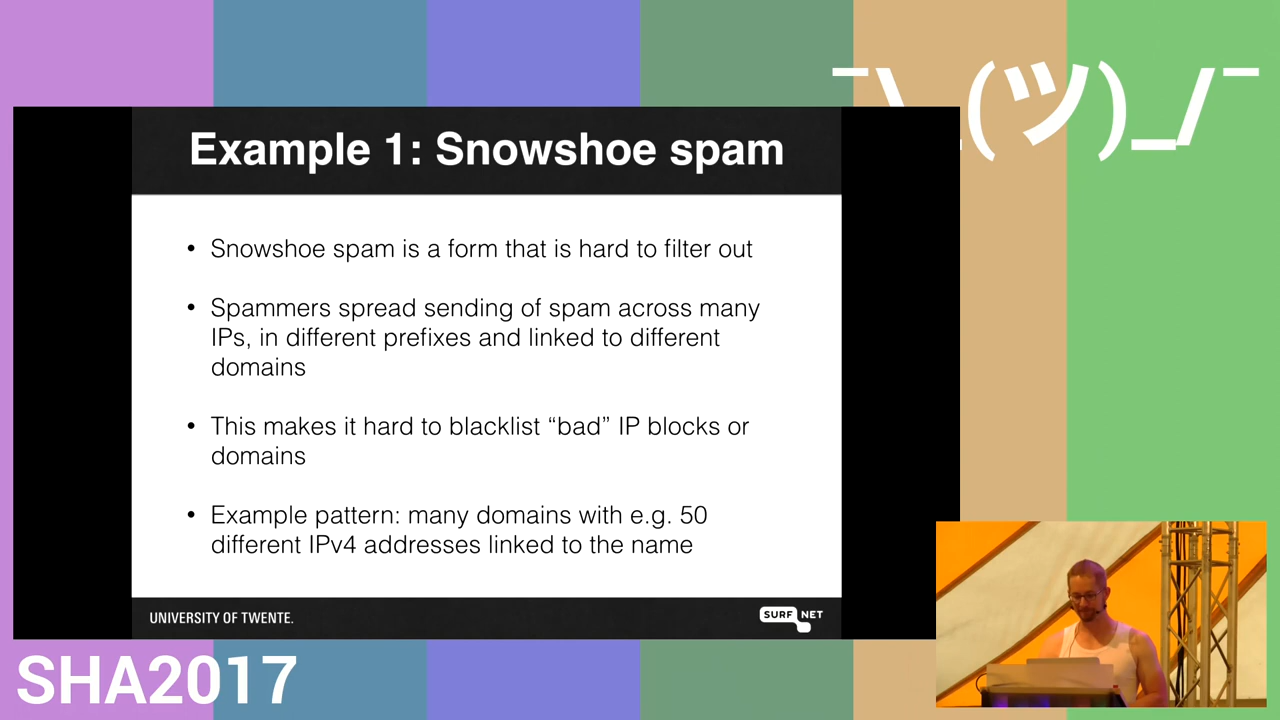 ¯\_(ツ)_/¯
Example 1: Snowshoe spam
• Snowshoe spam is a form that is hard to filter out
• Spammers spread sending of spam across many
IPs, in different prefixes and linked to different
domains
• This makes it hard to blacklist “bad” IP blocks or
domains
• Example pattern: many domains with e.g. 50
different IPv4 addresses linked to the name
UNIVERSITY OF TWENTE.
SURF NET
SHA2017